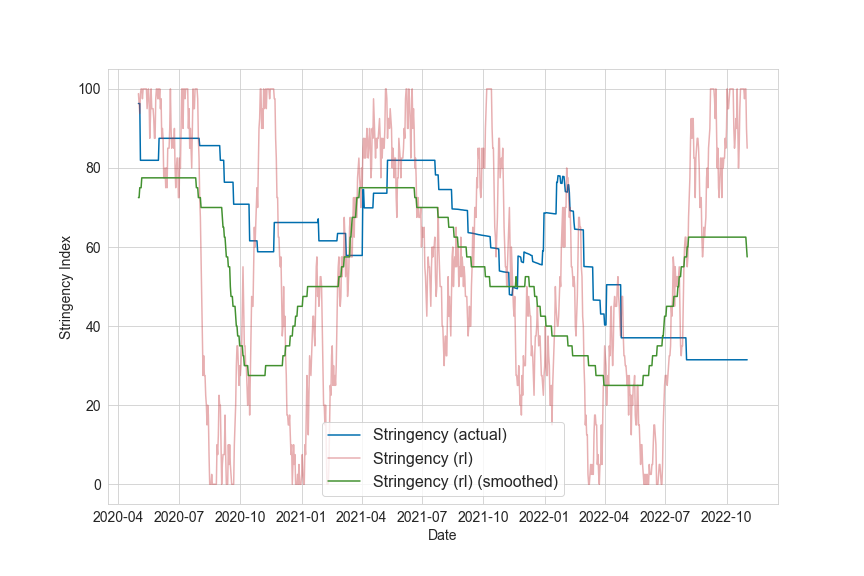 100
80
60
40
20
0
Stringency Index
Stringency (actual)
Stringency (rl)
Stringency (rl) (smoothed)
2020-04 2020-07 2020-10 2021-01 2021-04 2021-07 2021-10 2022-01 2022-04 2022-07 2022-10
Date